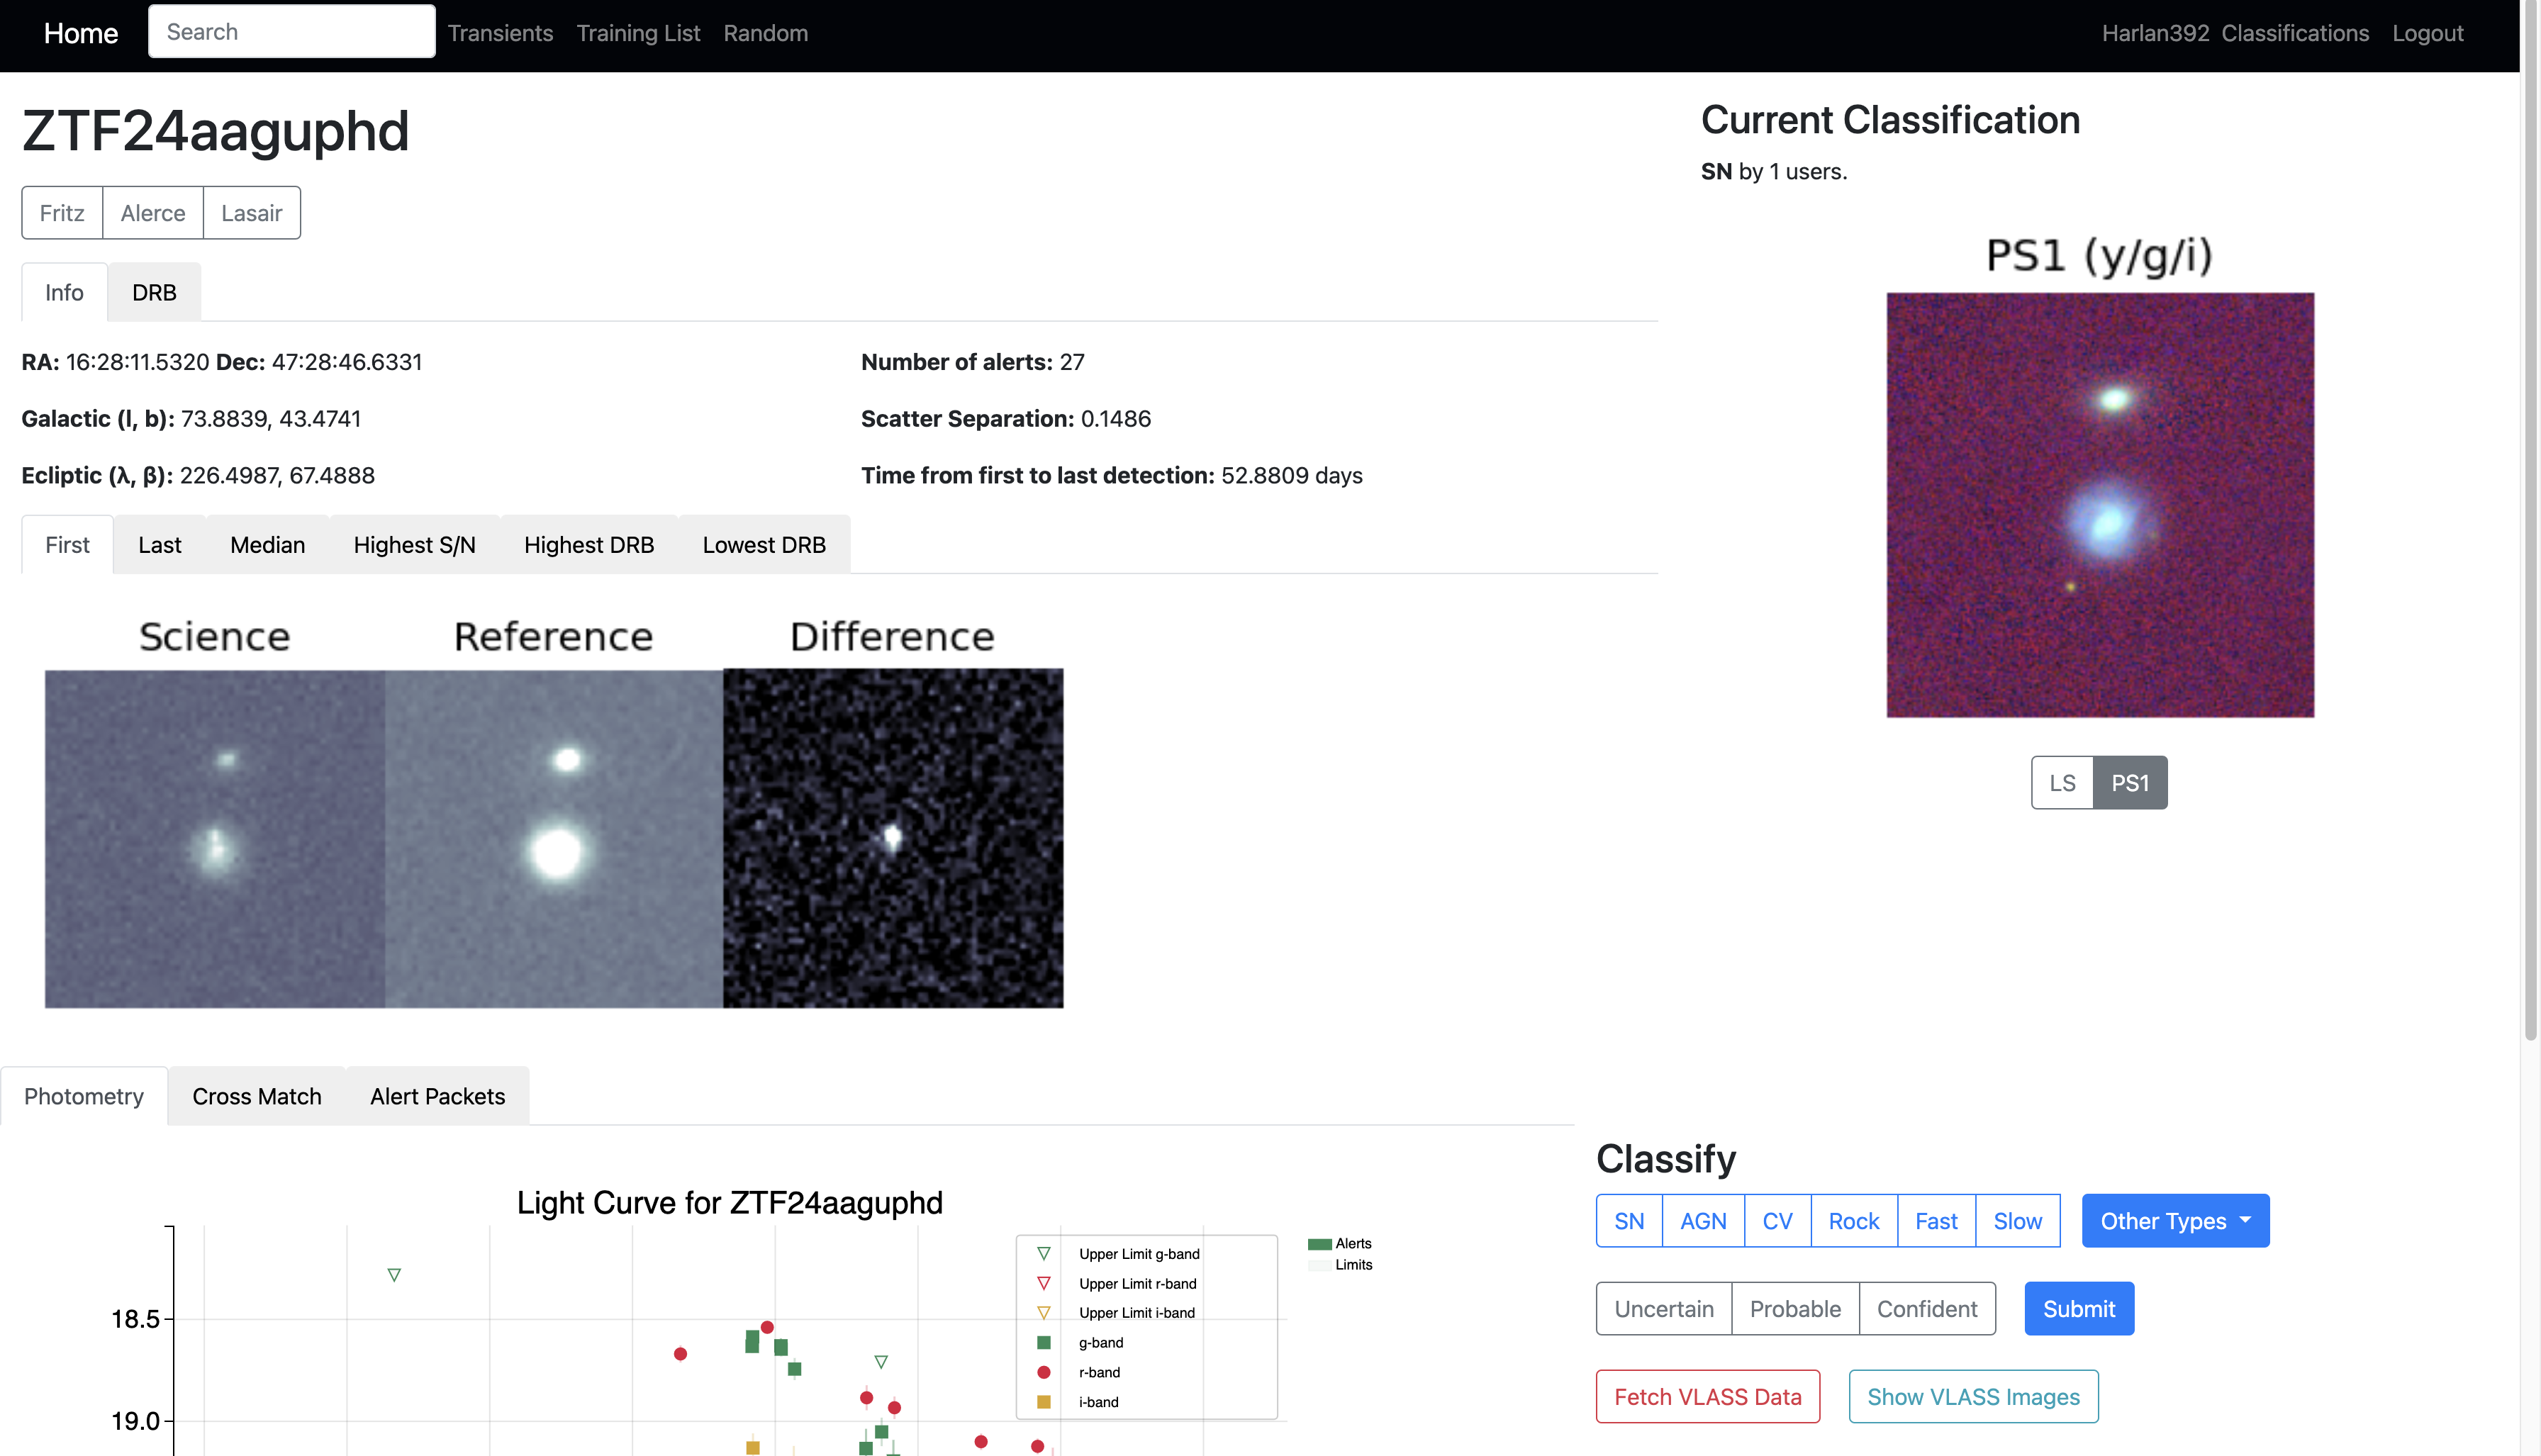 Home Search Transients Training List Random Harlan392 Classifications Logout
ZTF24aaguphd
Fritz Alerce Lasair
Info DRB
RA: 16:28:11.5320 Dec: 47:28:46.6331
Galactic (l, b): 73.8839, 43.4741
Ecliptic (λ, β): 226.4987, 67.4888
Number of alerts: 27
Scatter Separation: 0.1486
Time from first to last detection: 52.8809 days
First Last Median Highest S/N Highest DRB Lowest DRB
Science Reference Difference
Current Classification
SN by 1 users.
PS1 (y/g/i)
LS PS1
Photometry Cross Match Alert Packets
Light Curve for ZTF24aaguphd
18.5
19.0
Upper Limit g-band
Upper Limit r-band
Upper Limit i-band
g-band
r-band
i-band
Alerts
Limits
Classify
SN AGN CV Rock Fast Slow Other Types
Uncertain Probable Confident Submit
Fetch VLASS Data Show VLASS Images